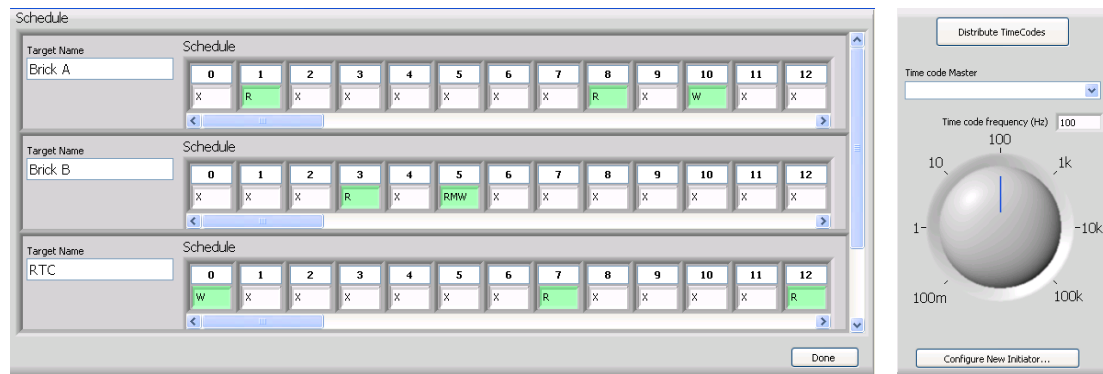 Schedule
Target Name
Brick A
Schedule
0 1 2 3 4 5 6 7 8 9 10 11 12
X R X X X X X X R X W X X
Target Name
Brick B
Schedule
0 1 2 3 4 5 6 7 8 9 10 11 12
X X X R X RMW X X X X X X X
Target Name
RTC
Schedule
0 1 2 3 4 5 6 7 8 9 10 11 12
W X X X X X X R X X X X R
Done
Distribute TimeCodes
Time code Master
Time code frequency (Hz) 100
100
10 1k
1 10k
100m 100k
Configure New Initiator...